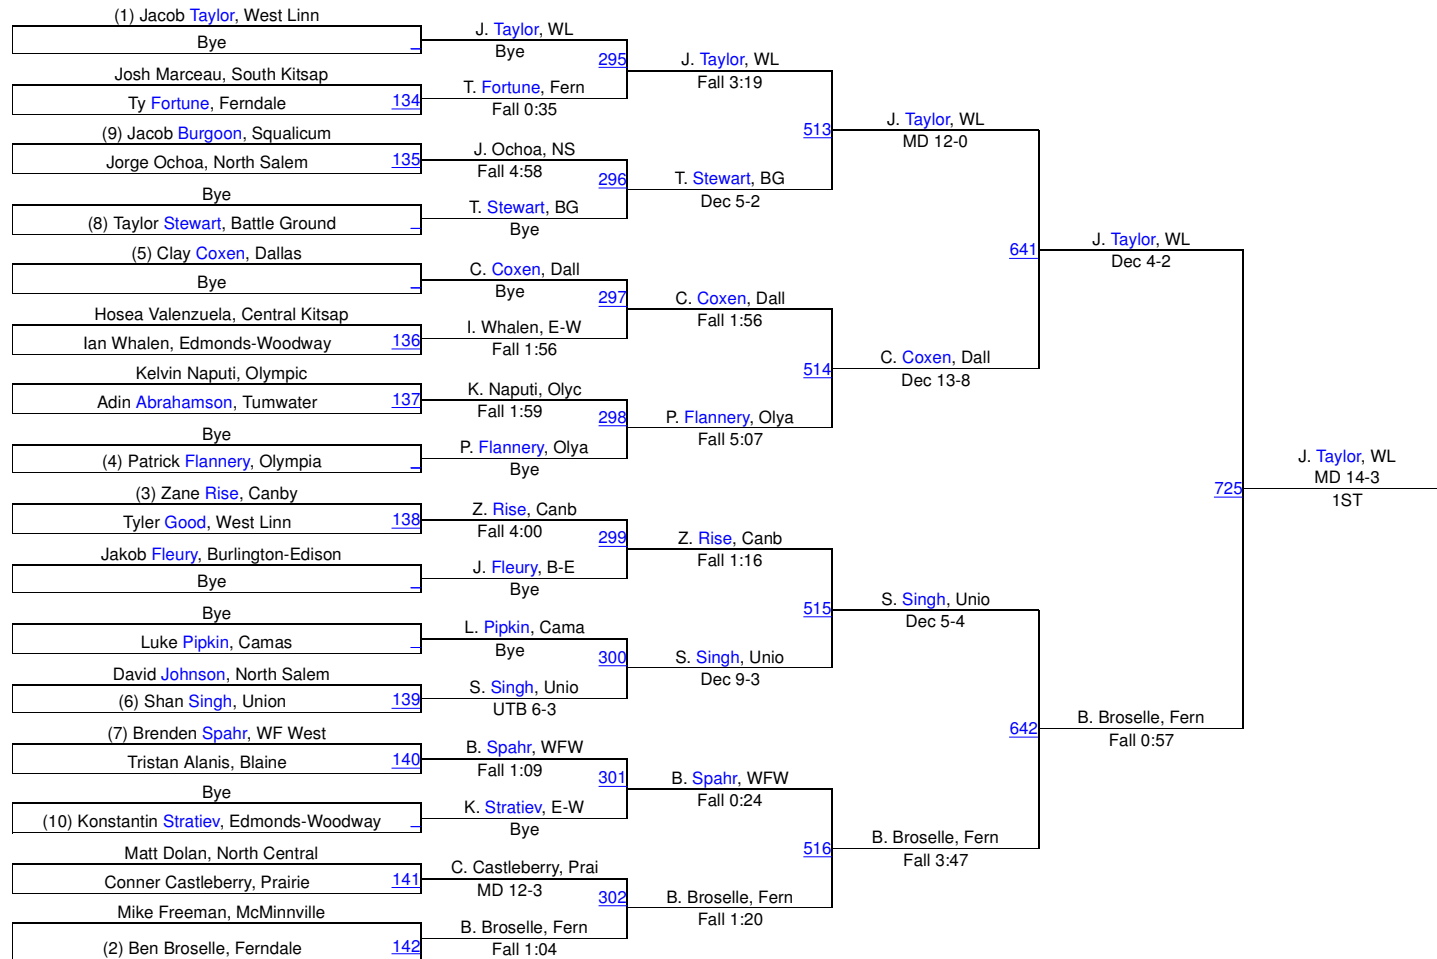 (1) Jacob Taylor, West Linn
Bye
Josh Marceau, South Kitsap
Ty Fortune, Ferndale
134
(9) Jacob Burgoon, Squalicum
Jorge Ochoa, North Salem
135
Bye
(8) Taylor Stewart, Battle Ground
(5) Clay Coxen, Dallas
Bye
Hosea Valenzuela, Central Kitsap
Ian Whalen, Edmonds-Woodway
136
Kelvin Naputi, Olympic
Adin Abrahamson, Tumwater
137
Bye
(4) Patrick Flannery, Olympia
(3) Zane Rise, Canby
Tyler Good, West Linn
138
Jakob Fleury, Burlington-Edison
Bye
Bye
Luke Pipkin, Camas
David Johnson, North Salem
(6) Shan Singh, Union
139
(7) Brenden Spahr, WF West
Tristan Alanis, Blaine
140
Bye
(10) Konstantin Stratiev, Edmonds-Woodway
Matt Dolan, North Central
Conner Castleberry, Prairie
141
Mike Freeman, McMinnville
(2) Ben Broselle, Ferndale
142
J. Taylor, WL
Bye
295
T. Fortune, Fern
Fall 0:35
J. Ochoa, NS
Fall 4:58
296
T. Stewart, BG
Bye
C. Coxen, Dall
Bye
297
I. Whalen, E-W
Fall 1:56
K. Naputi, Olyc
Fall 1:59
298
P. Flannery, Olya
Bye
Z. Rise, Canb
Fall 4:00
299
J. Fleury, B-E
Bye
L. Pipkin, Cama
Bye
300
S. Singh, Unio
UTB 6-3
B. Spahr, WFW
Fall 1:09
301
K. Stratiev, E-W
Bye
C. Castleberry, Prai
MD 12-3
302
B. Broselle, Fern
Fall 1:04
J. Taylor, WL
Fall 3:19
513
T. Stewart, BG
Dec 5-2
C. Coxen, Dall
Fall 1:56
514
P. Flannery, Olya
Fall 5:07
Z. Rise, Canb
Fall 1:16
515
S. Singh, Unio
Dec 9-3
B. Spahr, WFW
Fall 0:24
516
B. Broselle, Fern
Fall 1:20
J. Taylor, WL
MD 12-0
641
C. Coxen, Dall
Dec 13-8
S. Singh, Unio
Dec 5-4
642
B. Broselle, Fern
Fall 3:47
J. Taylor, WL
Dec 4-2
725
B. Broselle, Fern
Fall 0:57
J. Taylor, WL
MD 14-3
1ST